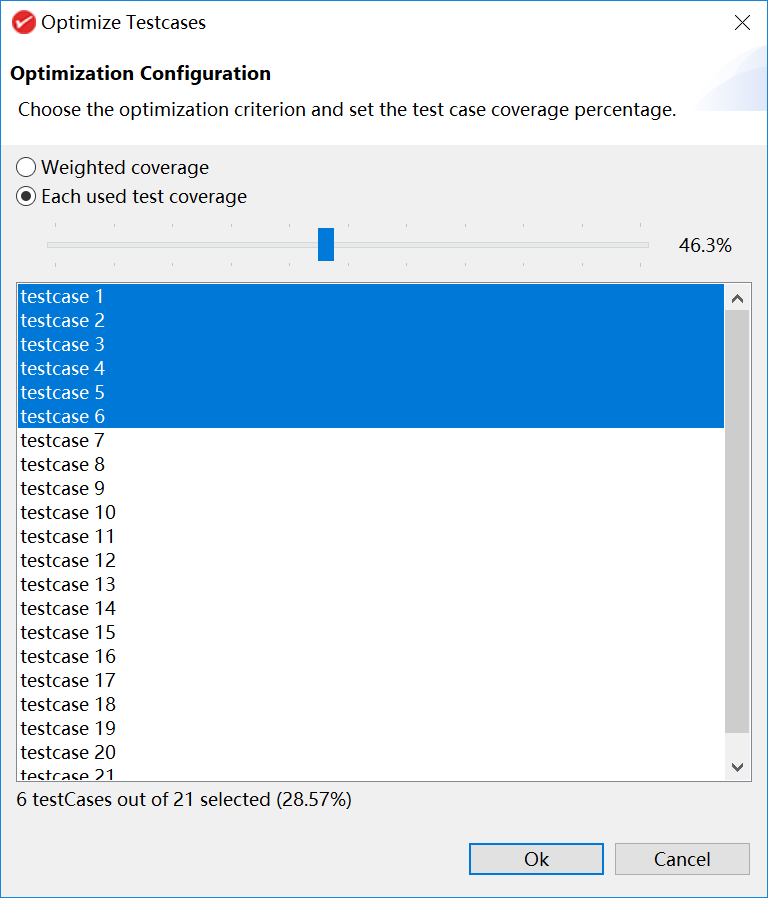 Optimize Testcases
Optimization Configuration
Choose the optimization criterion and set the test case coverage percentage.
Weighted coverage
Each used test coverage
46.3%
testcase 1
testcase 2
testcase 3
testcase 4
testcase 5
testcase 6
testcase 7
testcase 8
testcase 9
testcase 10
testcase 11
testcase 12
testcase 13
testcase 14
testcase 15
testcase 16
testcase 17
testcase 18
testcase 19
testcase 20
testcase 21
6 testCases out of 21 selected (28.57%)
Ok
Cancel